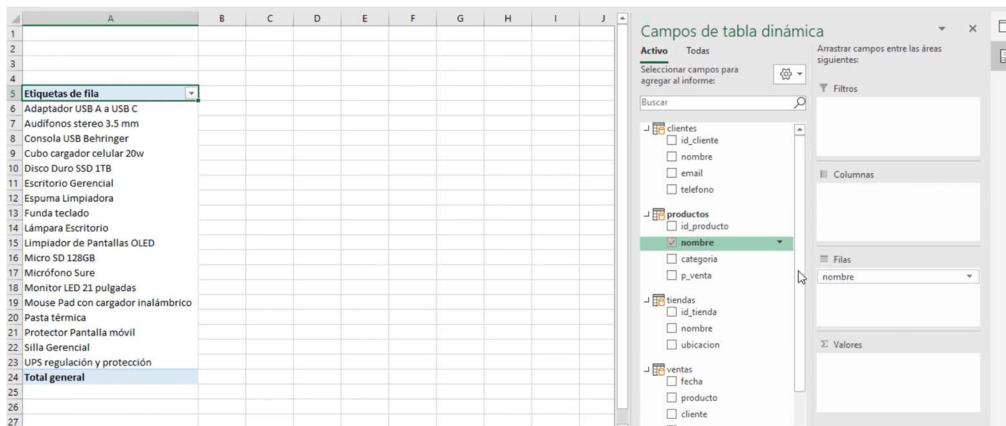 A B C D E F G H I J
1
2
3
4
5 Etiquetas de fila
6 Adaptador USB A a USB C
7 Audífonos stereo 3.5 mm
8 Consola USB Behringer
9 Cubo cargador celular 20w
10 Disco Duro SSD 1TB
11 Escritorio Gerencial
12 Espuma Limpiadora
13 Funda teclado
14 Lámpara Escritorio
15 Limpiador de Pantallas OLED
16 Micro SD 128GB
17 Micrófono Sure
18 Monitor LED 21 pulgadas
19 Mouse Pad con cargador inalámbrico
20 Pasta térmica
21 Protector Pantalla móvil
22 Silla Gerencial
23 UPS regulación y protección
24 Total general
25
26
27
Campos de tabla dinámica
Activo Todas
Seleccionar campos para
agregar al informe:
Buscar
clientes
id_cliente
nombre
email
telefono
productos
id_producto
nombre
categoria
p_venta
tiendas
id_tienda
nombre
ubicacion
ventas
fecha
producto
cliente
Arrastrar campos entre las áreas
siguientes:
Filtros
Columnas
Filas
nombre
Σ Valores